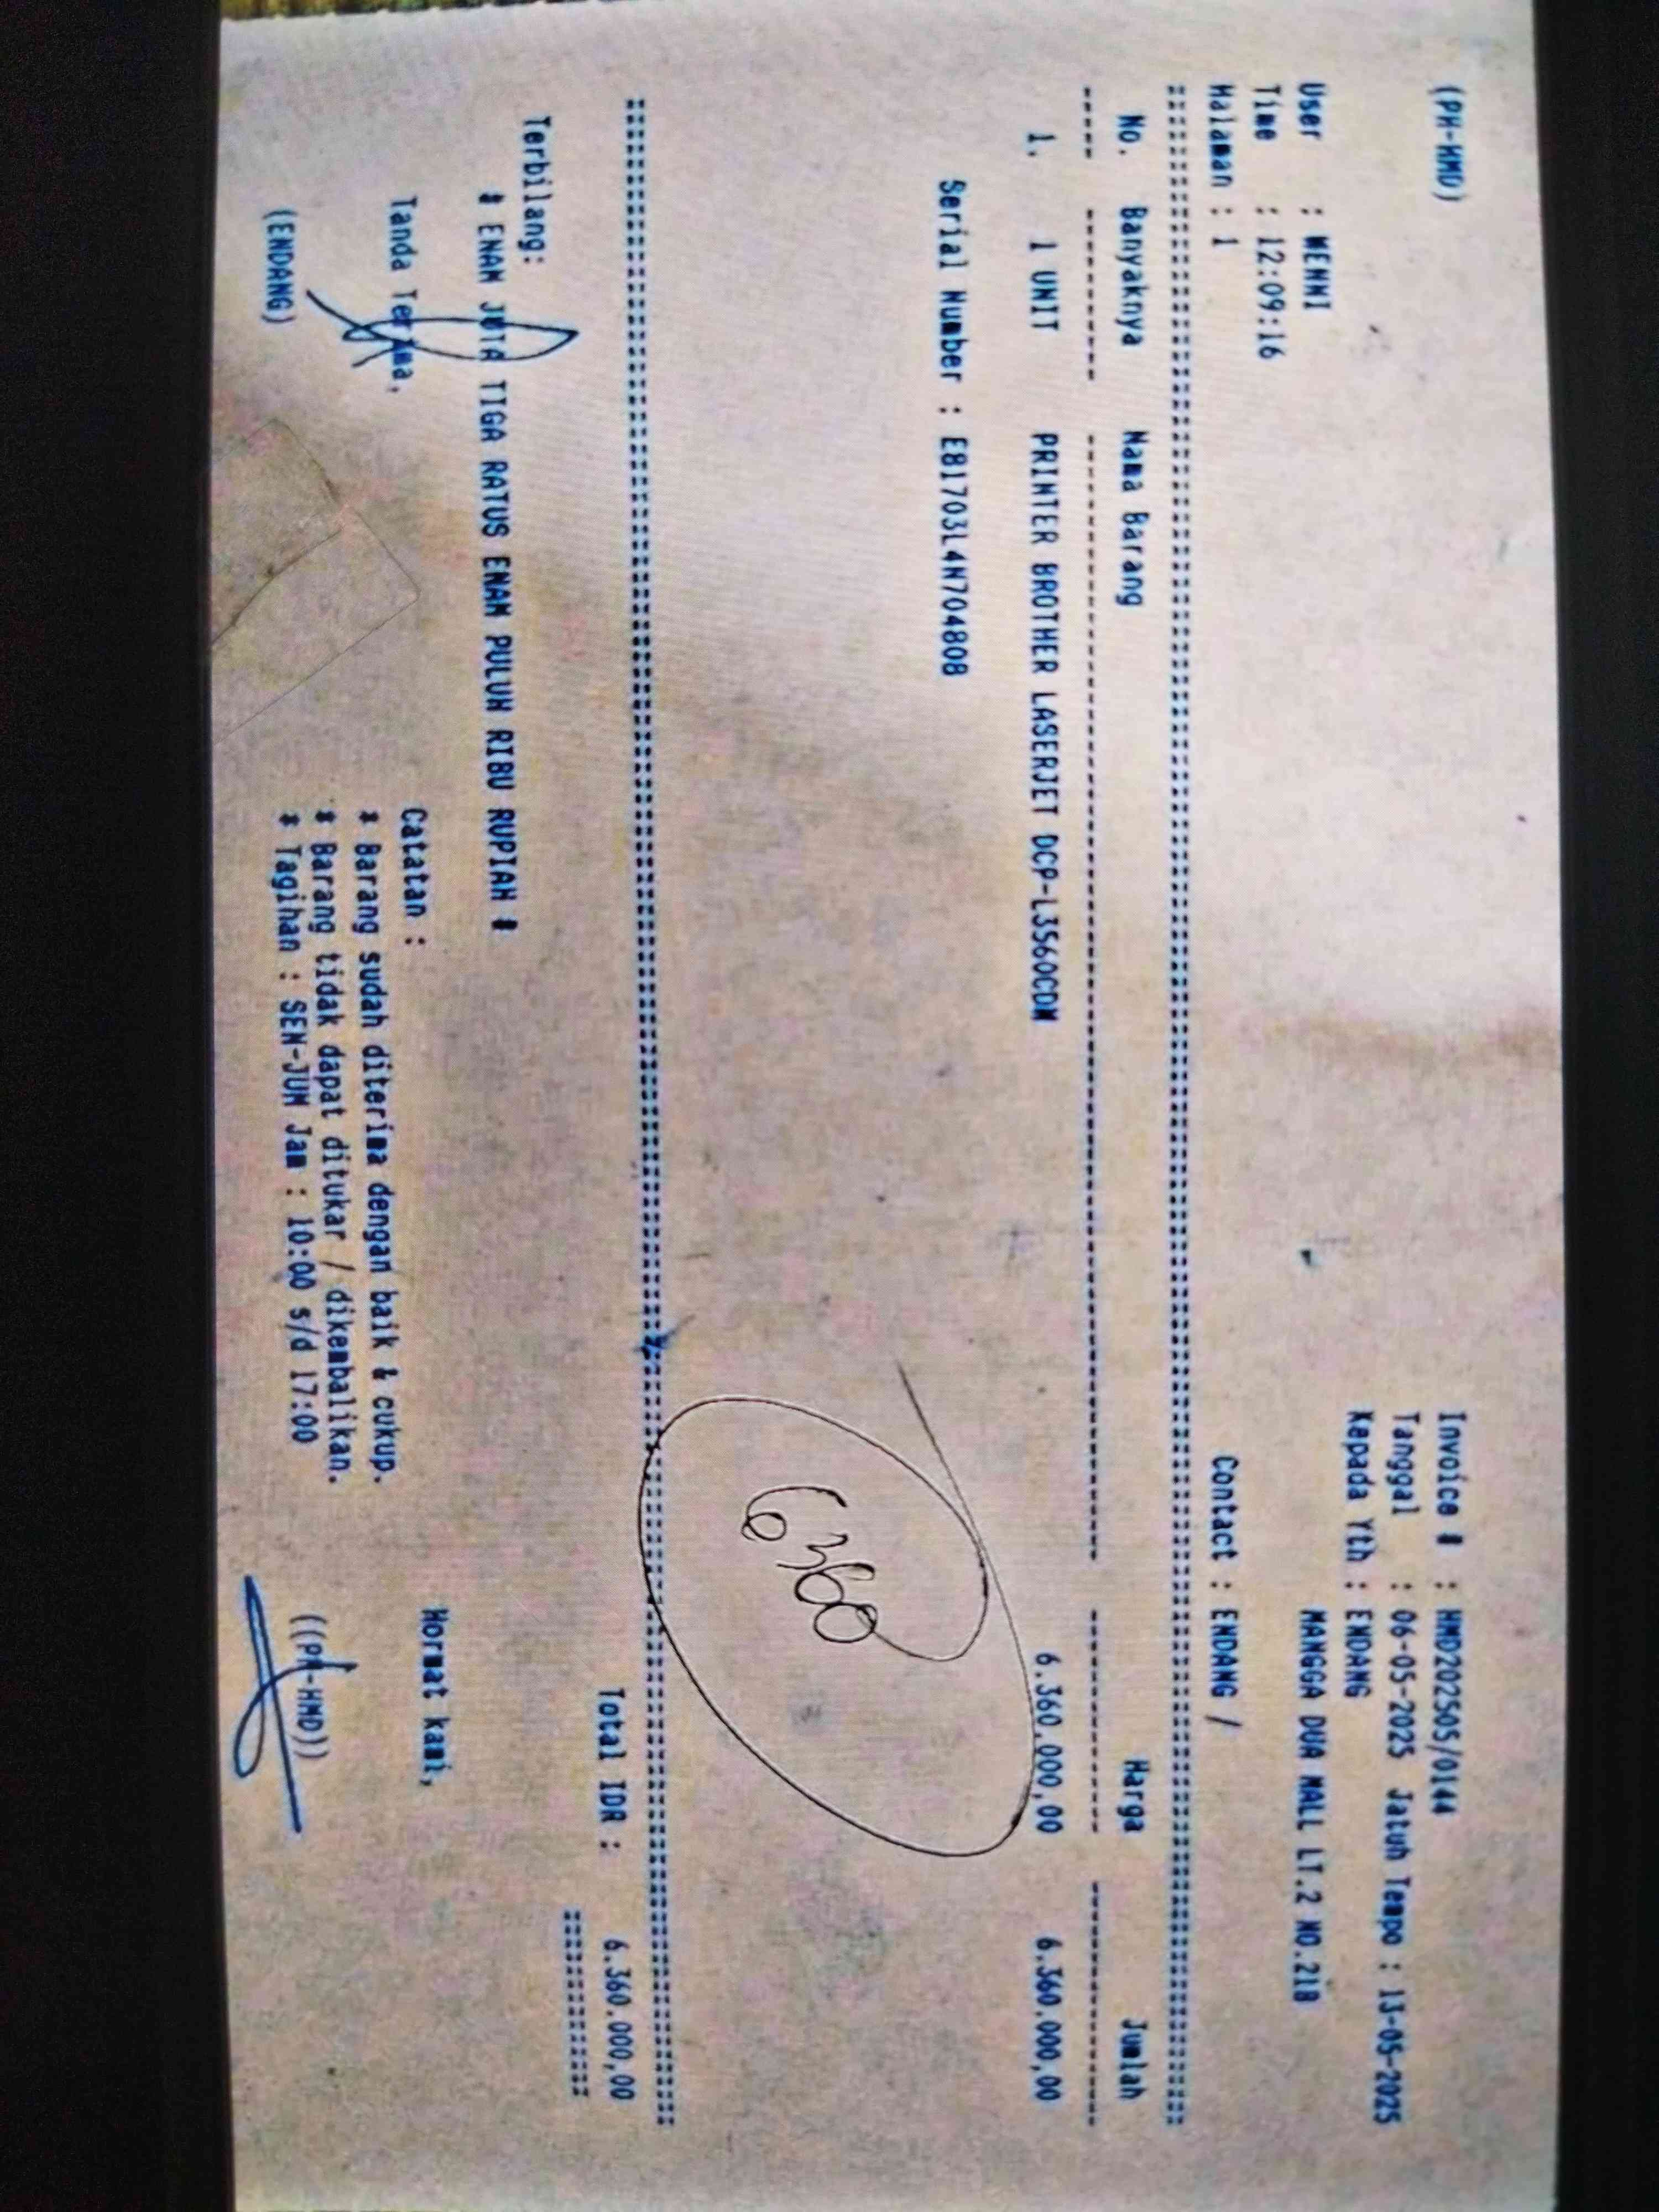 (PH-HMD)
Invoice # : HMD202505/0144
Tanggal : 06-05-2025 Jatuh Tempo : 13-05-2025
Kepada Yth : ENDANG
MANGGA DUA MALL LT.2 NO.21B
User : WENNI
Time : 12:09:16
Halaman : 1
Contact : ENDANG /
No. Banyaknya Nama Barang Harga Jumlah
1. 1 UNIT PRINTER BROTHER LASERJET DCP-L3560CDW 6.360.000,00 6.360.000,00
Serial Number : E81703L4N704808
6360
Total IDR : 6.360.000,00
Terbilang:
# ENAM JUTA TIGA RATUS ENAM PULUH RIBU RUPIAH #
Tanda Terima,
Catatan :
Hormat kami,
* Barang sudah diterima dengan baik & cukup.
* Barang tidak dapat ditukar / dikembalikan.
* Tagihan : SEN-JUM Jam : 10:00 s/d 17:00
(ENDANG)
((PH-HMD))